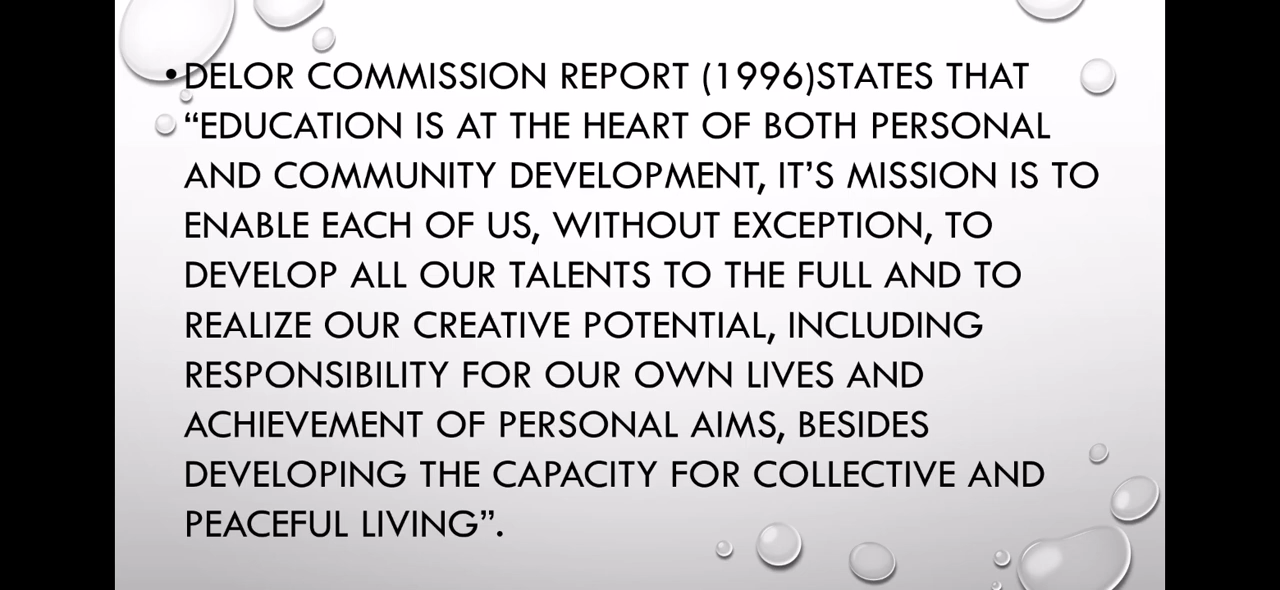 •DELOR COMMISSION REPORT (1996)STATES THAT
“EDUCATION IS AT THE HEART OF BOTH PERSONAL
AND COMMUNITY DEVELOPMENT, IT’S MISSION IS TO
ENABLE EACH OF US, WITHOUT EXCEPTION, TO
DEVELOP ALL OUR TALENTS TO THE FULL AND TO
REALIZE OUR CREATIVE POTENTIAL, INCLUDING
RESPONSIBILITY FOR OUR OWN LIVES AND
ACHIEVEMENT OF PERSONAL AIMS, BESIDES
DEVELOPING THE CAPACITY FOR COLLECTIVE AND
PEACEFUL LIVING”.